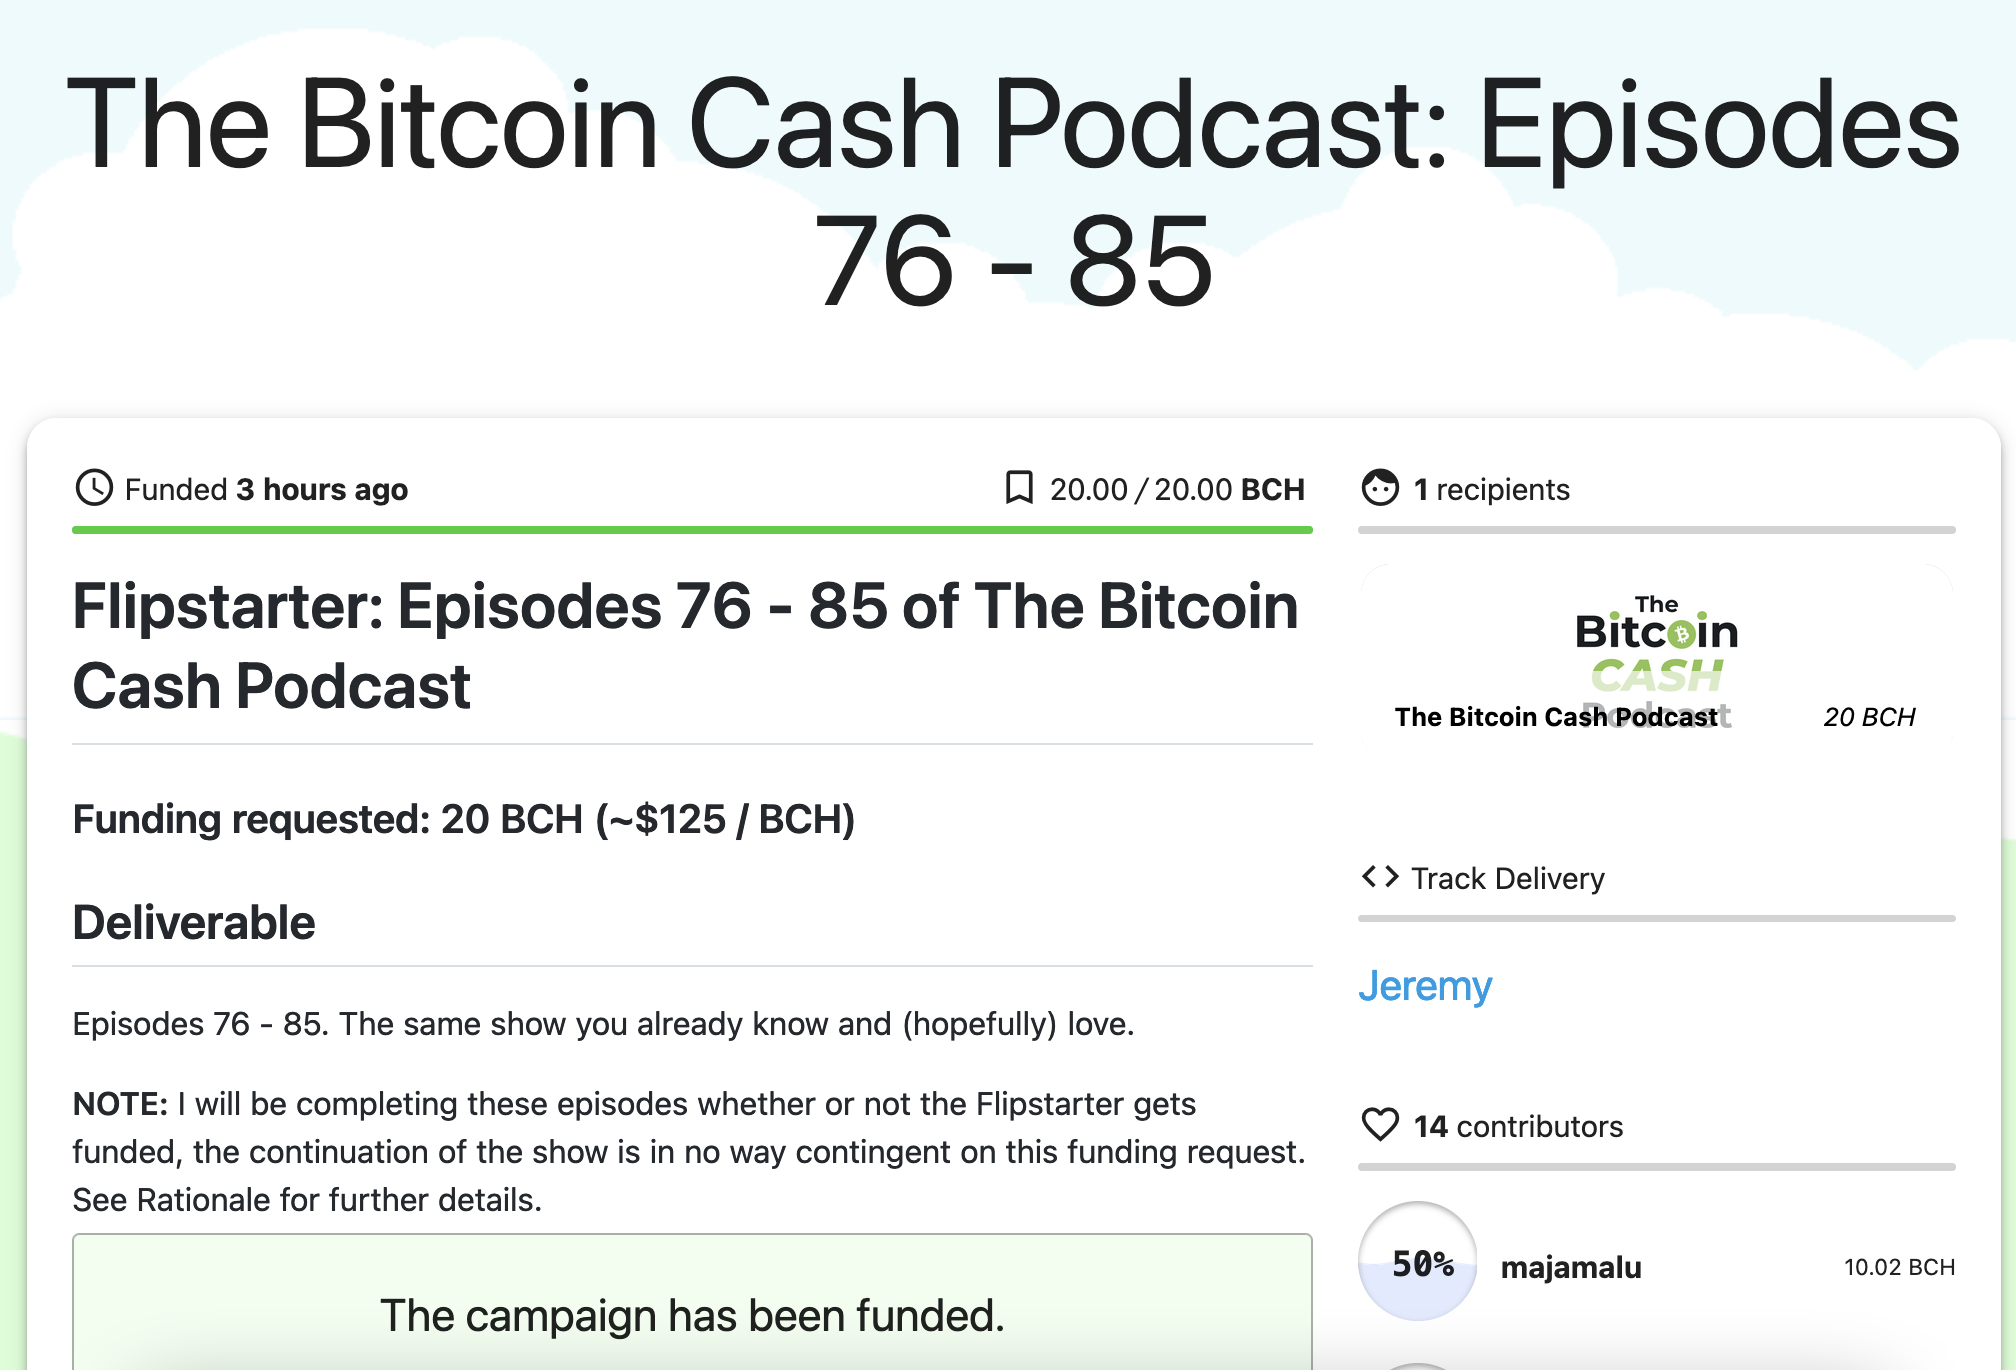 The Bitcoin Cash Podcast: Episodes
76 - 85
Funded 3 hours ago
20.00 / 20.00 BCH
Flipstarter: Episodes 76 - 85 of The Bitcoin
Cash Podcast
Funding requested: 20 BCH (~$125 / BCH)
Deliverable
Episodes 76 - 85. The same show you already know and (hopefully) love.
NOTE: I will be completing these episodes whether or not the Flipstarter gets
funded, the continuation of the show is in no way contingent on this funding request.
See Rationale for further details.
The campaign has been funded.
1 recipients
The
Bitcoin
CASH
Podcast
The Bitcoin Cash Podcast
20 BCH
Track Delivery
Jeremy
14 contributors
50%
majamalu
10.02 BCH